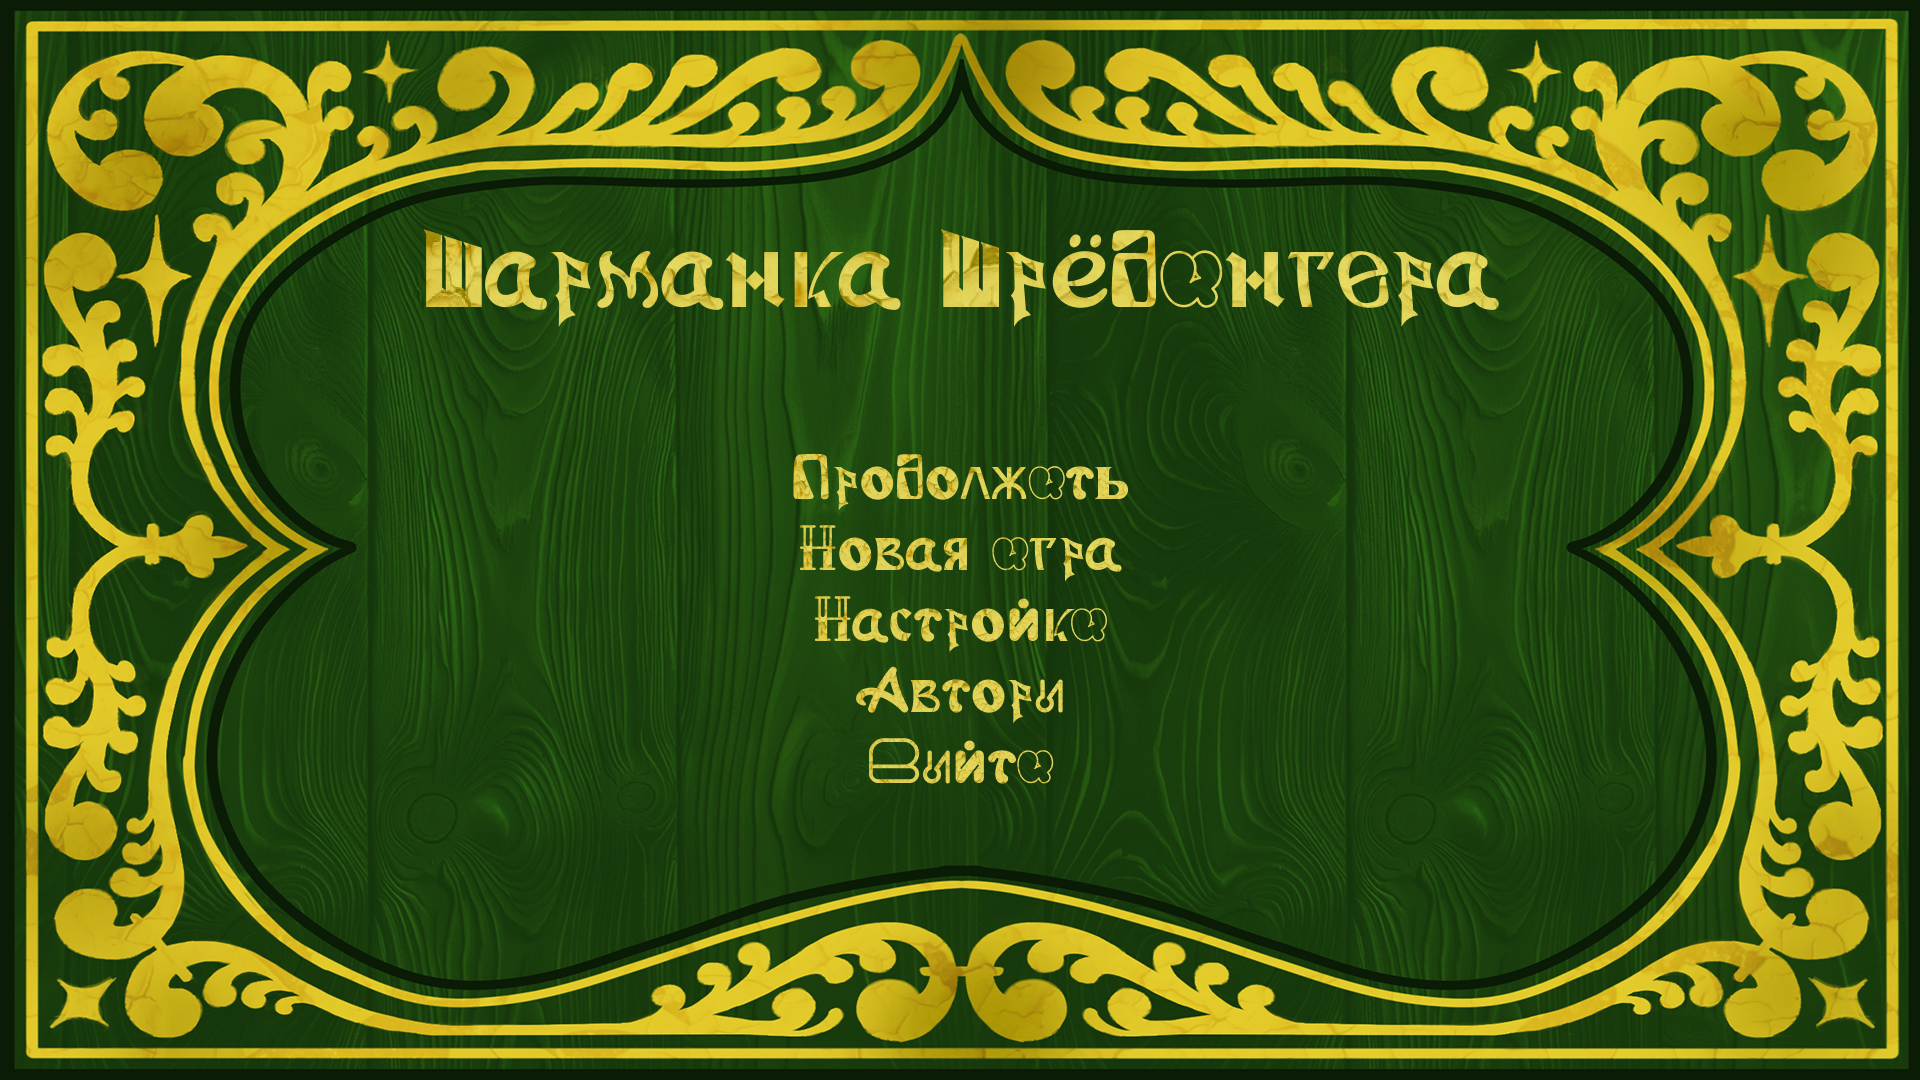 Шарманка Шрёдингера
Продолжить
Новая игра
Настройки
Авторы
Выйти